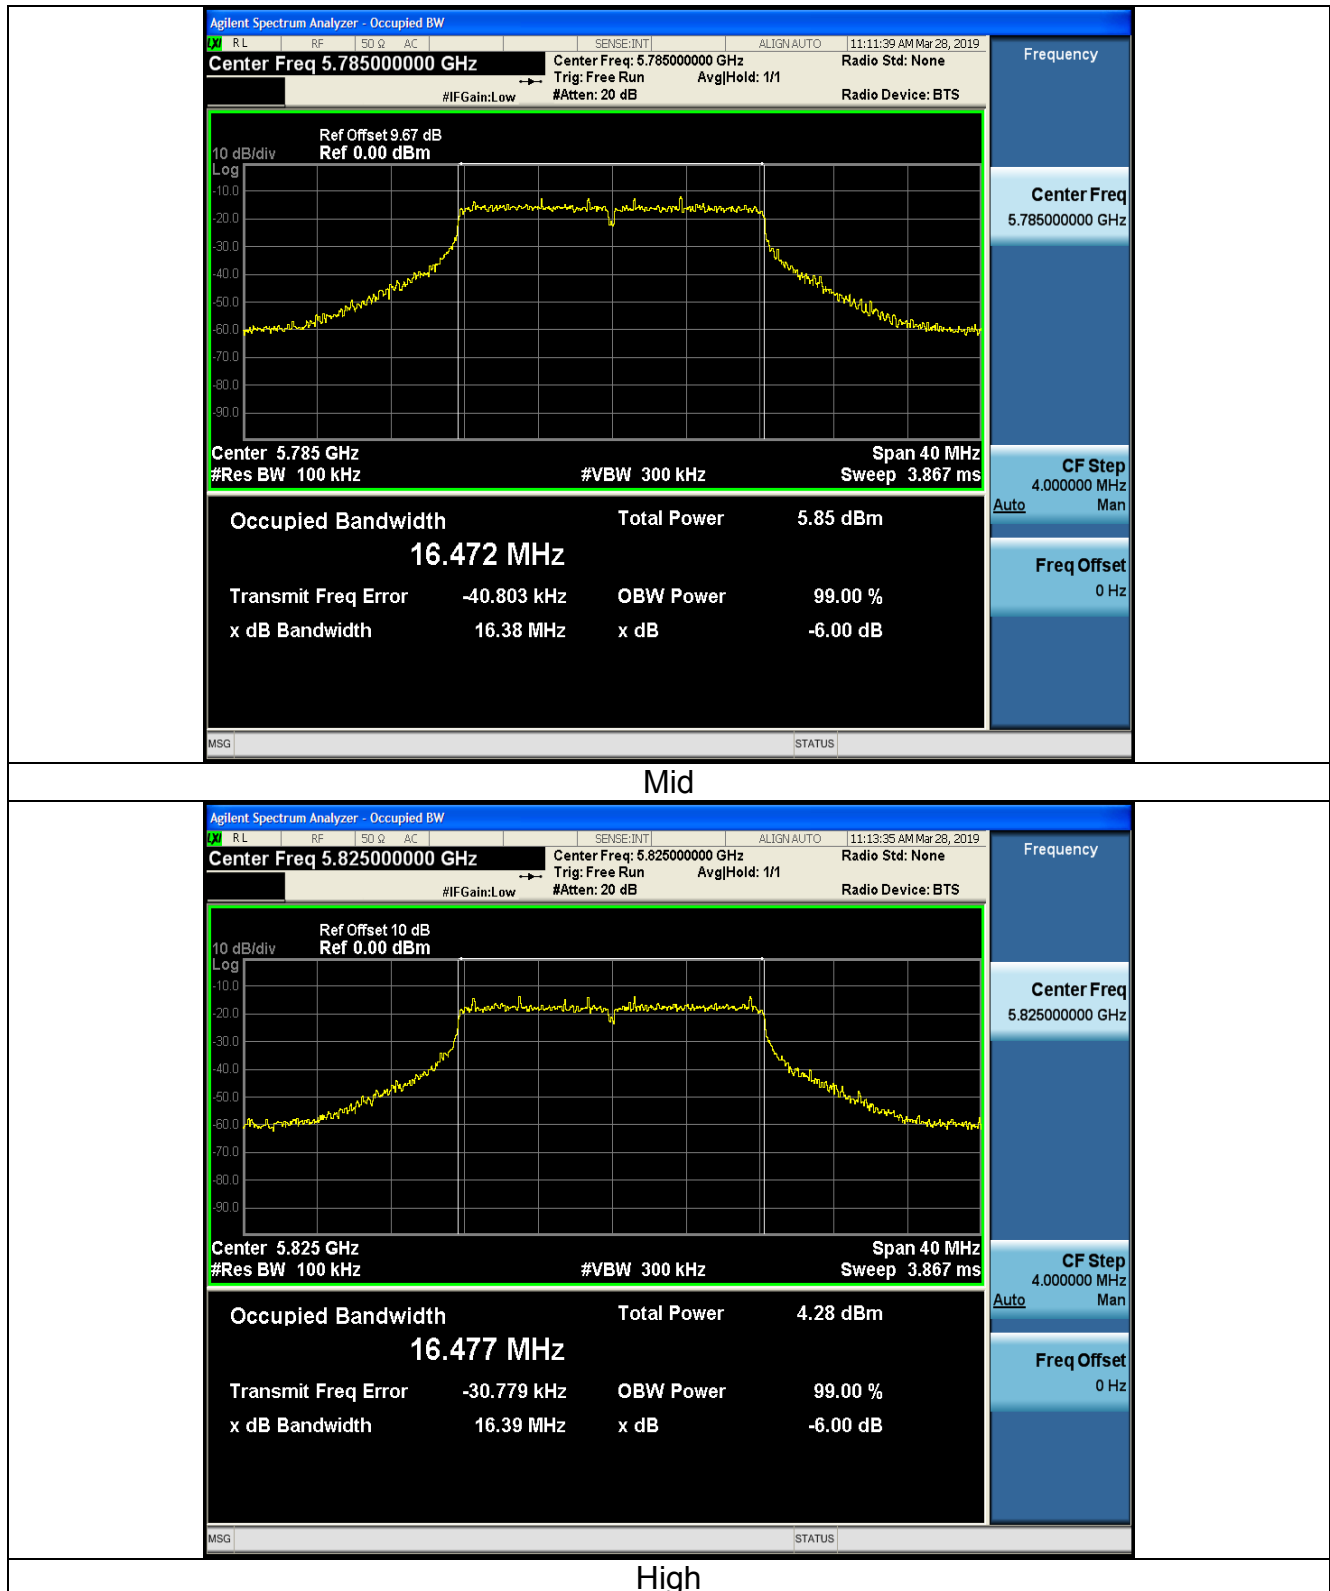 Agilent Spectrum Analyzer - Occupied BW
LXI RL RF 50 Ω AC SENSE:INT ALIGN AUTO 11:11:39 AM Mar 28, 2019
Center Freq 5.785000000 GHz
Center Freq: 5.785000000 GHz
Radio Std: None
Trig: Free Run Avg|Hold: 1/1
#IFGain:Low #Atten: 20 dB Radio Device: BTS
Frequency
Ref Offset 9.67 dB
10 dB/div Ref 0.00 dBm
Log
-10.0
-20.0
-30.0
-40.0
-50.0
-60.0
-70.0
-80.0
-90.0
Center 5.785 GHz Span 40 MHz
#Res BW 100 kHz #VBW 300 kHz Sweep 3.867 ms
Center Freq
5.785000000 GHz
CF Step
4.000000 MHz
Auto Man
Freq Offset
0 Hz
Occupied Bandwidth Total Power 5.85 dBm
16.472 MHz
Transmit Freq Error -40.803 kHz OBW Power 99.00 %
x dB Bandwidth 16.38 MHz x dB -6.00 dB
MSG STATUS
Mid
Agilent Spectrum Analyzer - Occupied BW
LXI RL RF 50 Ω AC SENSE:INT ALIGN AUTO 11:13:35 AM Mar 28, 2019
Center Freq 5.825000000 GHz
Center Freq: 5.825000000 GHz
Radio Std: None
Trig: Free Run Avg|Hold: 1/1
#IFGain:Low #Atten: 20 dB Radio Device: BTS
Frequency
Ref Offset 10 dB
10 dB/div Ref 0.00 dBm
Log
-10.0
-20.0
-30.0
-40.0
-50.0
-60.0
-70.0
-80.0
-90.0
Center 5.825 GHz Span 40 MHz
#Res BW 100 kHz #VBW 300 kHz Sweep 3.867 ms
Center Freq
5.825000000 GHz
CF Step
4.000000 MHz
Auto Man
Freq Offset
0 Hz
Occupied Bandwidth Total Power 4.28 dBm
16.477 MHz
Transmit Freq Error -30.779 kHz OBW Power 99.00 %
x dB Bandwidth 16.39 MHz x dB -6.00 dB
MSG STATUS
High